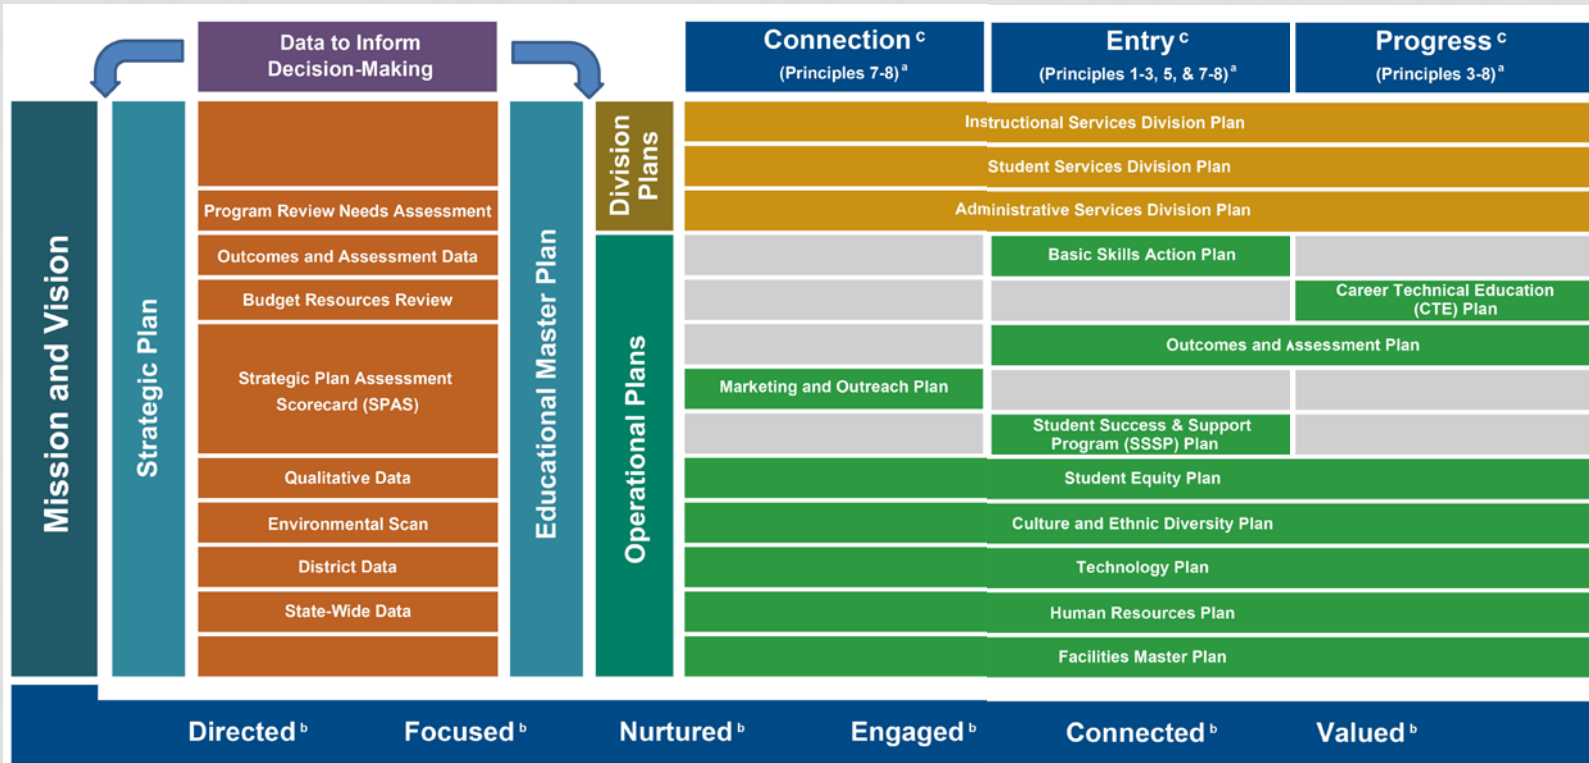 Data to Inform
Decision-Making
Connection c
(Principles 7-8) a
Entry c
(Principles 1-3, 5, & 7-8) a
Progress c
(Principles 3-8) a
Mission and Vision
Strategic Plan
Program Review Needs Assessment
Outcomes and Assessment Data
Budget Resources Review
Strategic Plan Assessment
Scorecard (SPAS)
Qualitative Data
Environmental Scan
District Data
State-Wide Data
Educational Master Plan
Division
Plans
Operational Plans
Instructional Services Division Plan
Student Services Division Plan
Administrative Services Division Plan
Basic Skills Action Plan
Career Technical Education
(CTE) Plan
Outcomes and Assessment Plan
Marketing and Outreach Plan
Student Success & Support
Program (SSSP) Plan
Student Equity Plan
Culture and Ethnic Diversity Plan
Technology Plan
Human Resources Plan
Facilities Master Plan
Directed b
Focused b
Nurtured b
Engaged b
Connected b
Valued b